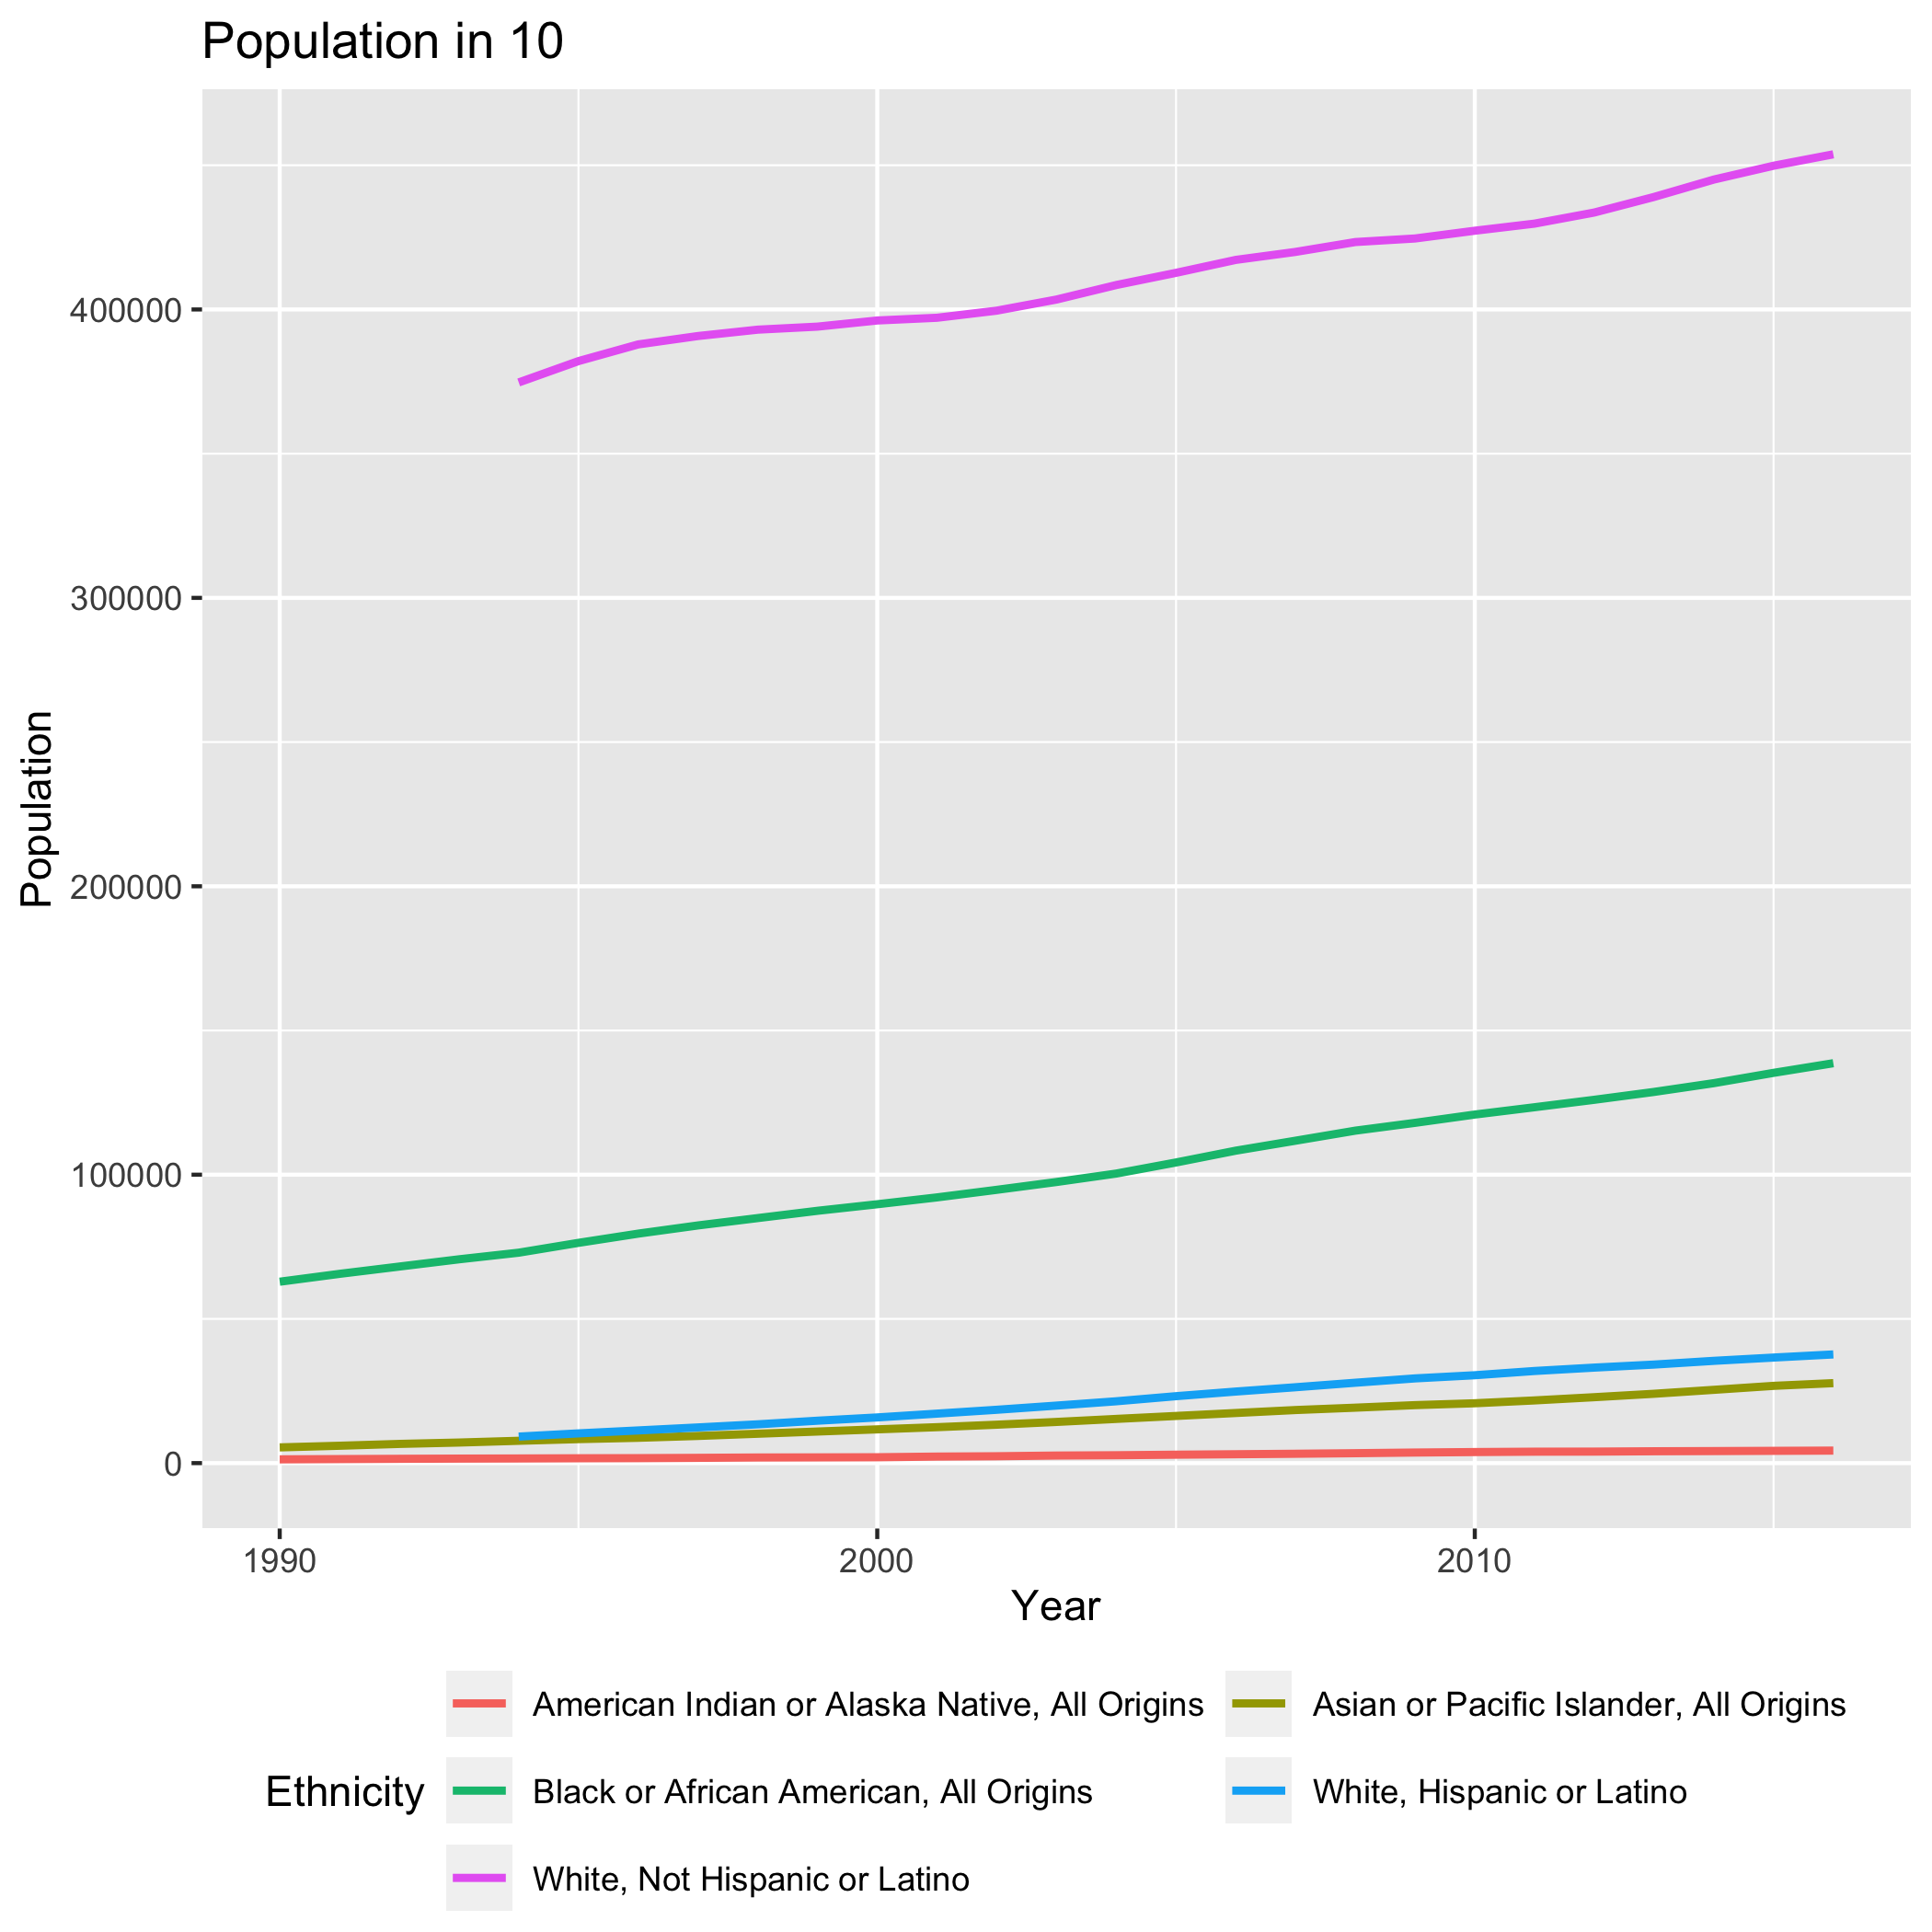 Population in 10
Population
400000
300000
200000
100000
0
1990
2000
2010
Year
Ethnicity
American Indian or Alaska Native, All Origins
Asian or Pacific Islander, All Origins
Black or African American, All Origins
White, Hispanic or Latino
White, Not Hispanic or Latino